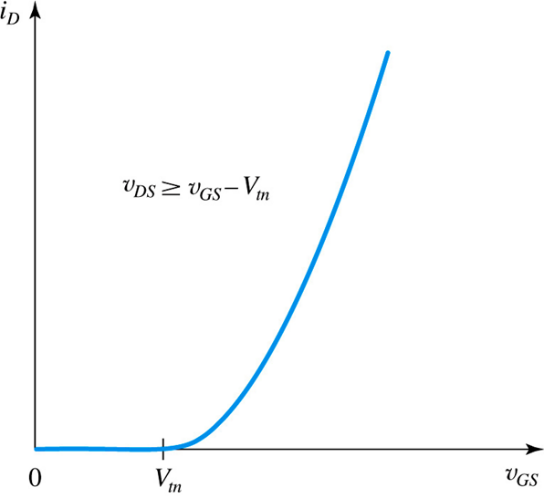 i_D
v_DS ≥ v_GS – V_tn
0 V_tn v_GS